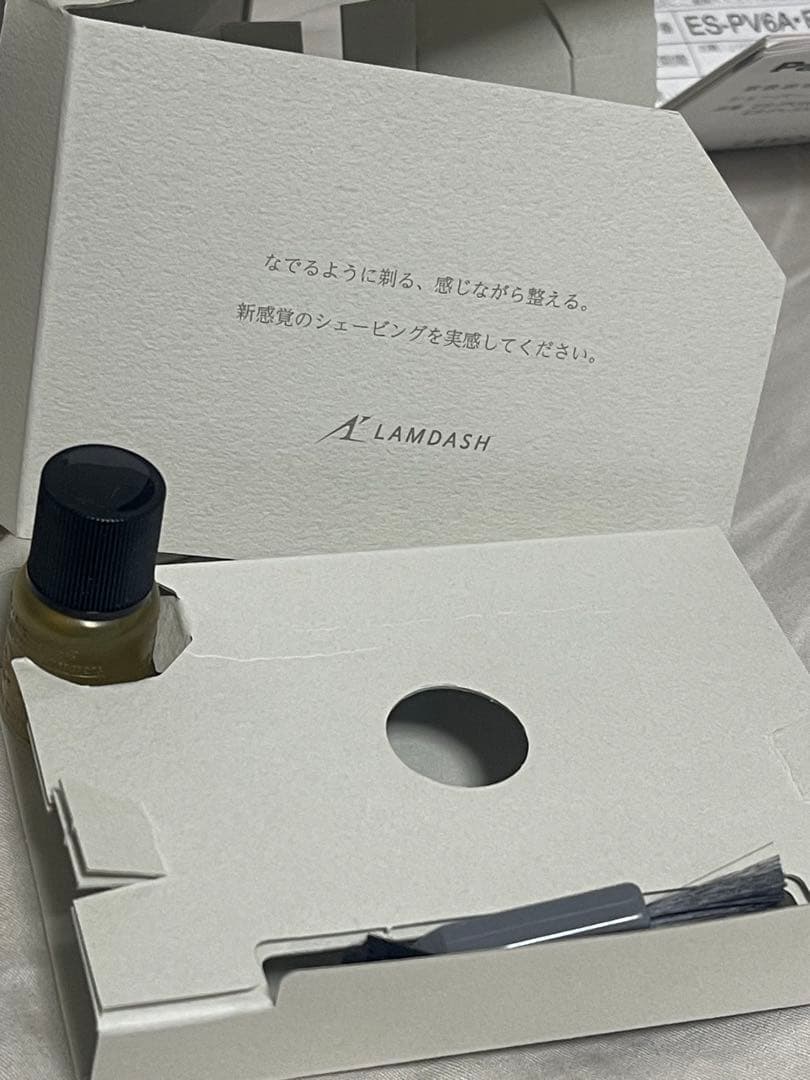 ES-PV6A
なでるように剃る、感じながら整える。
新感覚のシェービングを実感してください。
LAMDASH